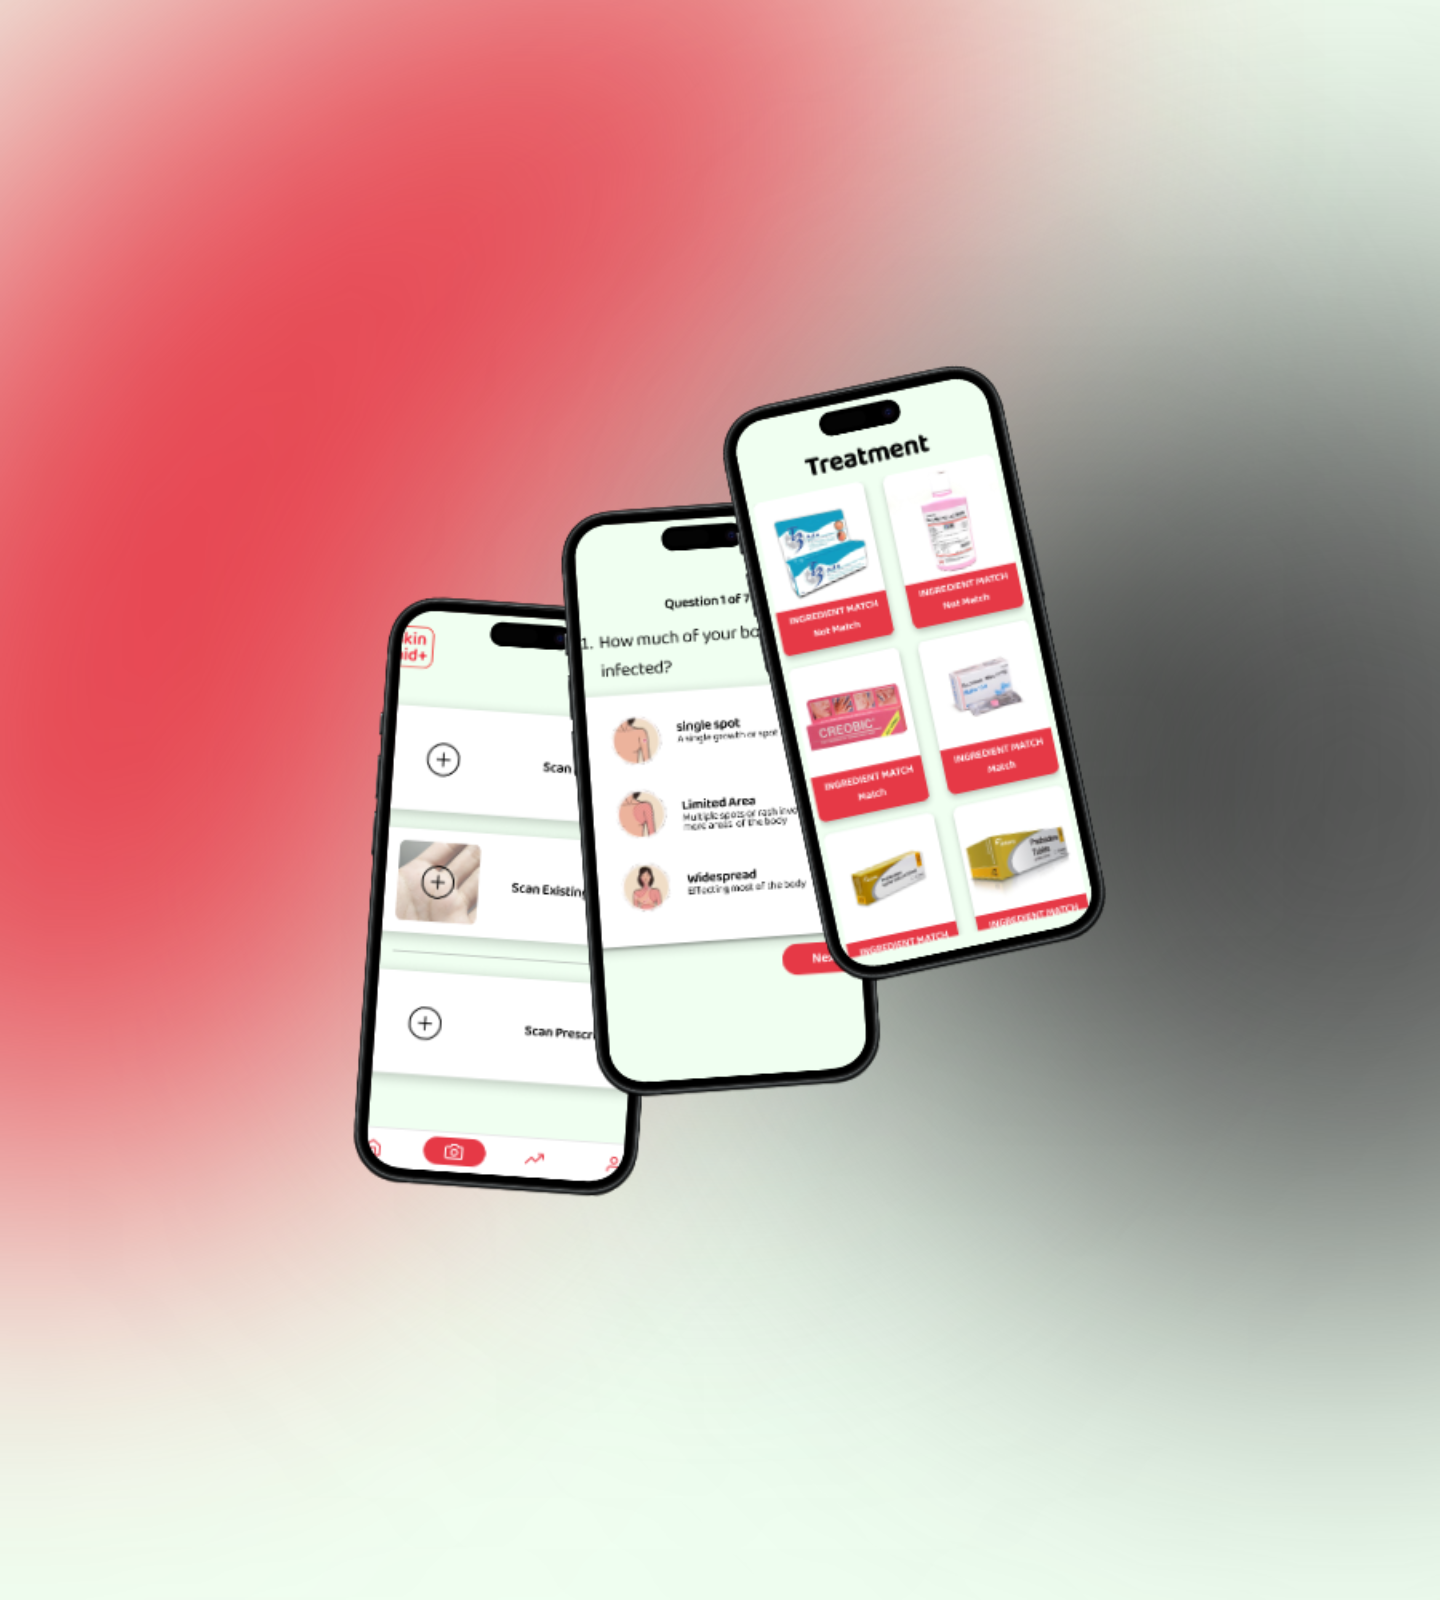 kin
aid+
Scan
Scan Existing
Scan Prescr
Question 1 of 7
1. How much of your bo
infected?
single spot
A single growth or spot
Limited Area
Multiple spots or rash invo
more areas of the body
Widespread
Effecting most of the body
Nex
Treatment
INGREDIENT MATCH
Not Match
INGREDIENT MATCH
Not Match
CREOBIC
INGREDIENT MATCH
Match
INGREDIENT MATCH
Match
INGREDIENT MATCH
INGREDIENT MATCH